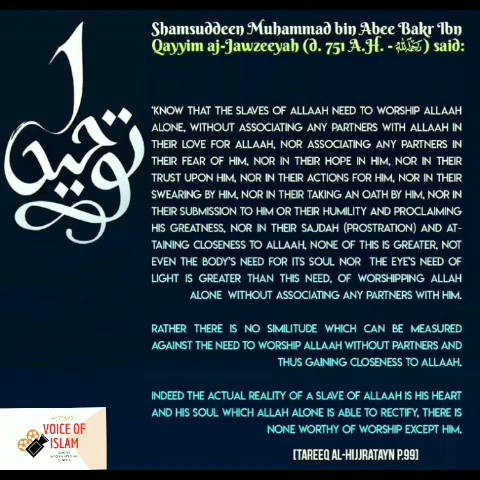 Shamsuddeen Muhammad bin Abee Bakr Ibn
Qayyim aj-Jawzeeyah (d. 751 A.H. - رحمه الله) said:
توحيد
'KNOW THAT THE SLAVES OF ALLAAH NEED TO WORSHIP ALLAAH
ALONE, WITHOUT ASSOCIATING ANY PARTNERS WITH ALLAAH IN
THEIR LOVE FOR ALLAAH, NOR ASSOCIATING ANY PARTNERS IN
THEIR FEAR OF HIM, NOR IN THEIR HOPE IN HIM, NOR IN THEIR
TRUST UPON HIM, NOR IN THEIR ACTIONS FOR HIM, NOR IN THEIR
SWEARING BY HIM, NOR IN THEIR TAKING AN OATH BY HIM, NOR IN
THEIR SUBMISSION TO HIM OR THEIR HUMILITY AND PROCLAIMING
HIS GREATNESS, NOR IN THEIR SAJDAH (PROSTRATION) AND AT-
TAINING CLOSENESS TO ALLAAH, NONE OF THIS IS GREATER, NOT
EVEN THE BODY'S NEED FOR ITS SOUL NOR THE EYE'S NEED OF
LIGHT IS GREATER THAN THIS NEED, OF WORSHIPPING ALLAH
ALONE WITHOUT ASSOCIATING ANY PARTNERS WITH HIM.
RATHER THERE IS NO SIMILITUDE WHICH CAN BE MEASURED
AGAINST THE NEED TO WORSHIP ALLAAH WITHOUT PARTNERS AND
THUS GAINING CLOSENESS TO ALLAAH.
INDEED THE ACTUAL REALITY OF A SLAVE OF ALLAAH IS HIS HEART
AND HIS SOUL WHICH ALLAH ALONE IS ABLE TO RECTIFY, THERE IS
NONE WORTHY OF WORSHIP EXCEPT HIM.
[TAREEQ AL-HIJJRATAYN P.99]
VOICE OF
ISLAM